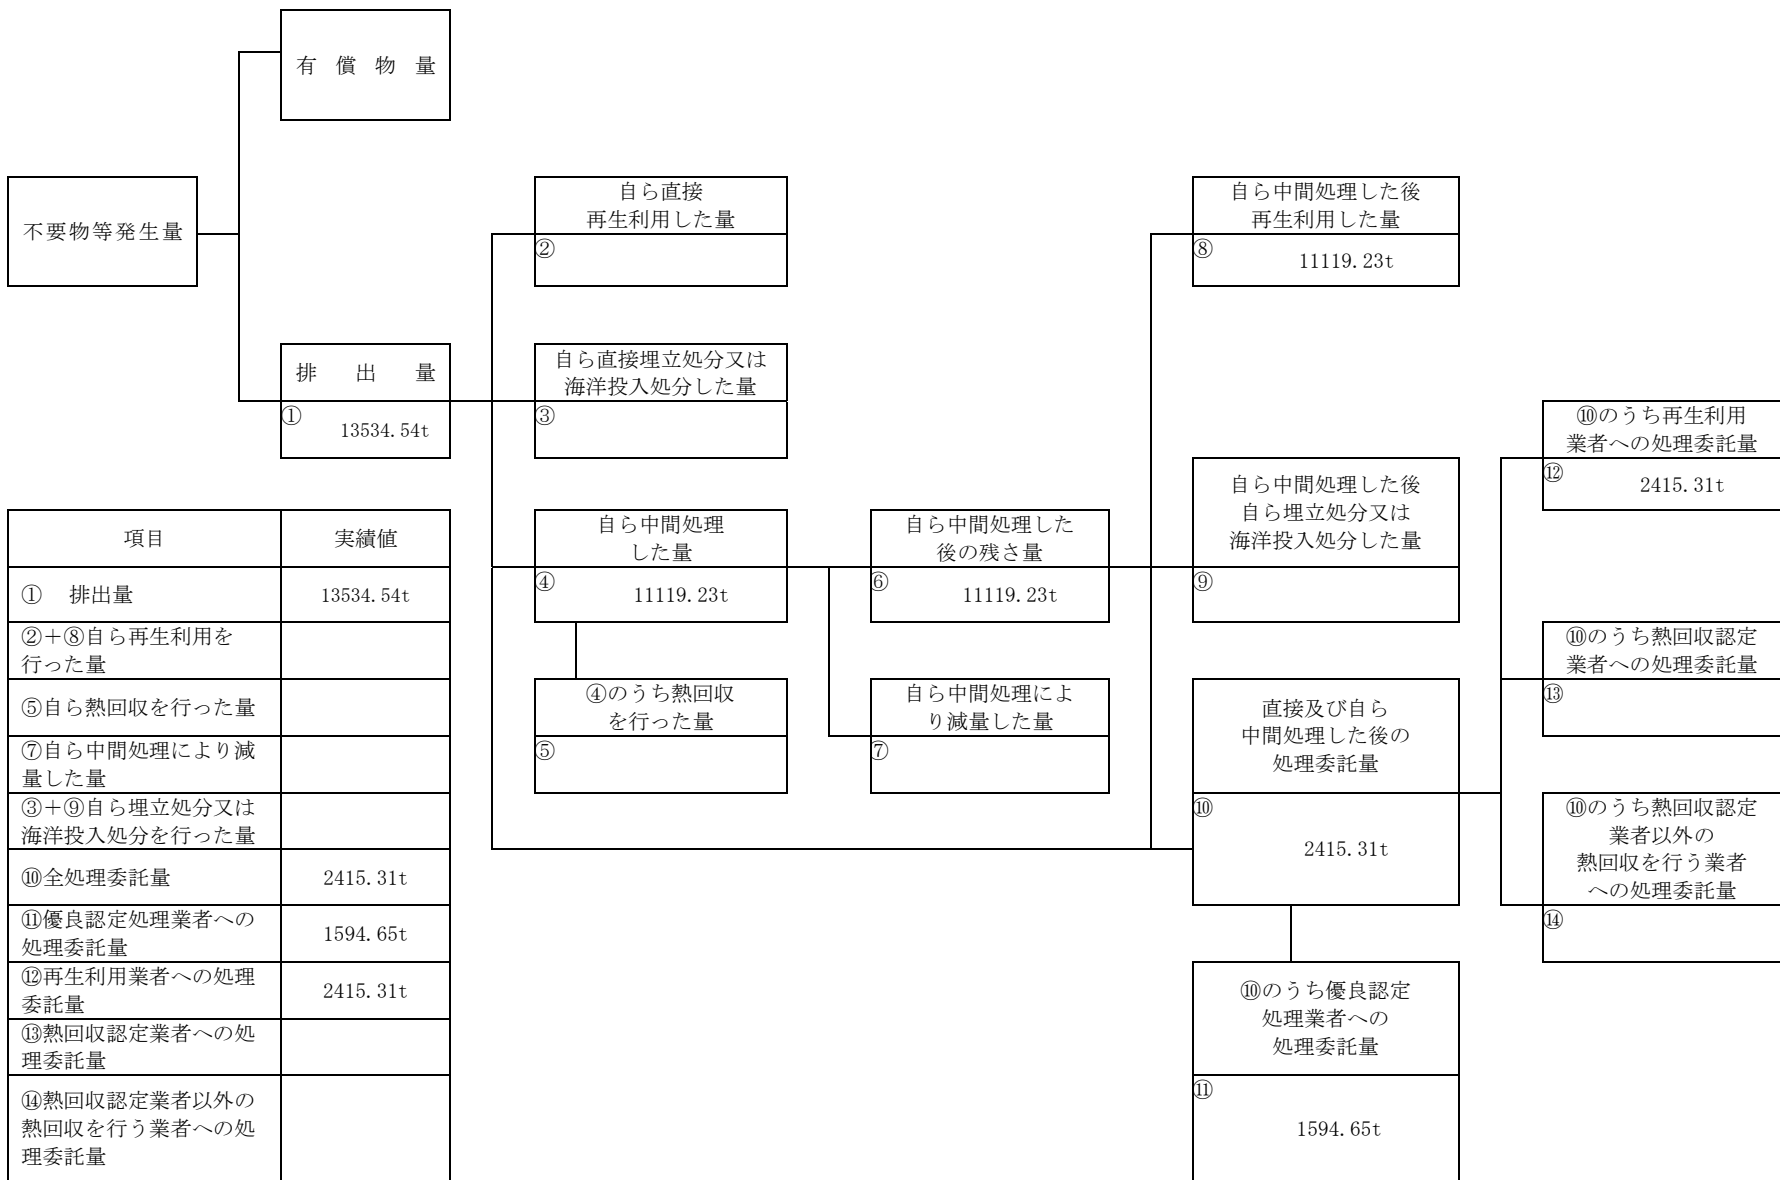 有償物量
不要物等発生量
自ら直接
再生利用した量
②
自ら中間処理した後
再生利用した量
⑧
11119.23t
排出量
①
13534.54t
自ら直接埋立処分又は
海洋投入処分した量
③
⑩のうち再生利用
業者への処理委託量
⑫
2415.31t
自ら中間処理
した量
④
11119.23t
自ら中間処理した
後の残さ量
⑥
11119.23t
自ら中間処理した後
自ら埋立処分又は
海洋投入処分した量
⑨
⑩のうち熱回収認定
業者への処理委託量
⑬
④のうち熱回収
を行った量
⑤
自ら中間処理によ
り減量した量
⑦
直接及び自ら
中間処理した後の
処理委託量
⑩
2415.31t
⑩のうち熱回収認定
業者以外の
熱回収を行う業者
への処理委託量
⑭
⑩のうち優良認定
処理業者への
処理委託量
⑪
1594.65t
項目 実績値
① 排出量 13534.54t
②+⑧自ら再生利用を
行った量
⑤自ら熱回収を行った量
⑦自ら中間処理により減
量した量
③+⑨自ら埋立処分又は
海洋投入処分を行った量
⑩全処理委託量 2415.31t
⑪優良認定処理業者への
処理委託量 1594.65t
⑫再生利用業者への処理
委託量 2415.31t
⑬熱回収認定業者への処
理委託量
⑭熱回収認定業者以外の
熱回収を行う業者への処
理委託量